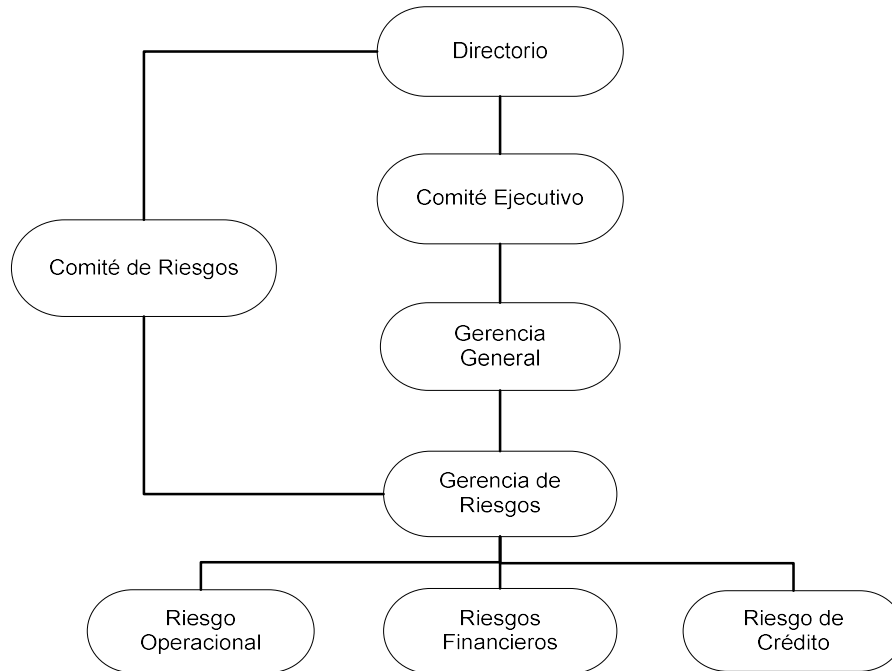 Directorio
Comité Ejecutivo
Comité de Riesgos
Gerencia
General
Gerencia de
Riesgos
Riesgo
Operacional
Riesgos
Financieros
Riesgo de
Crédito